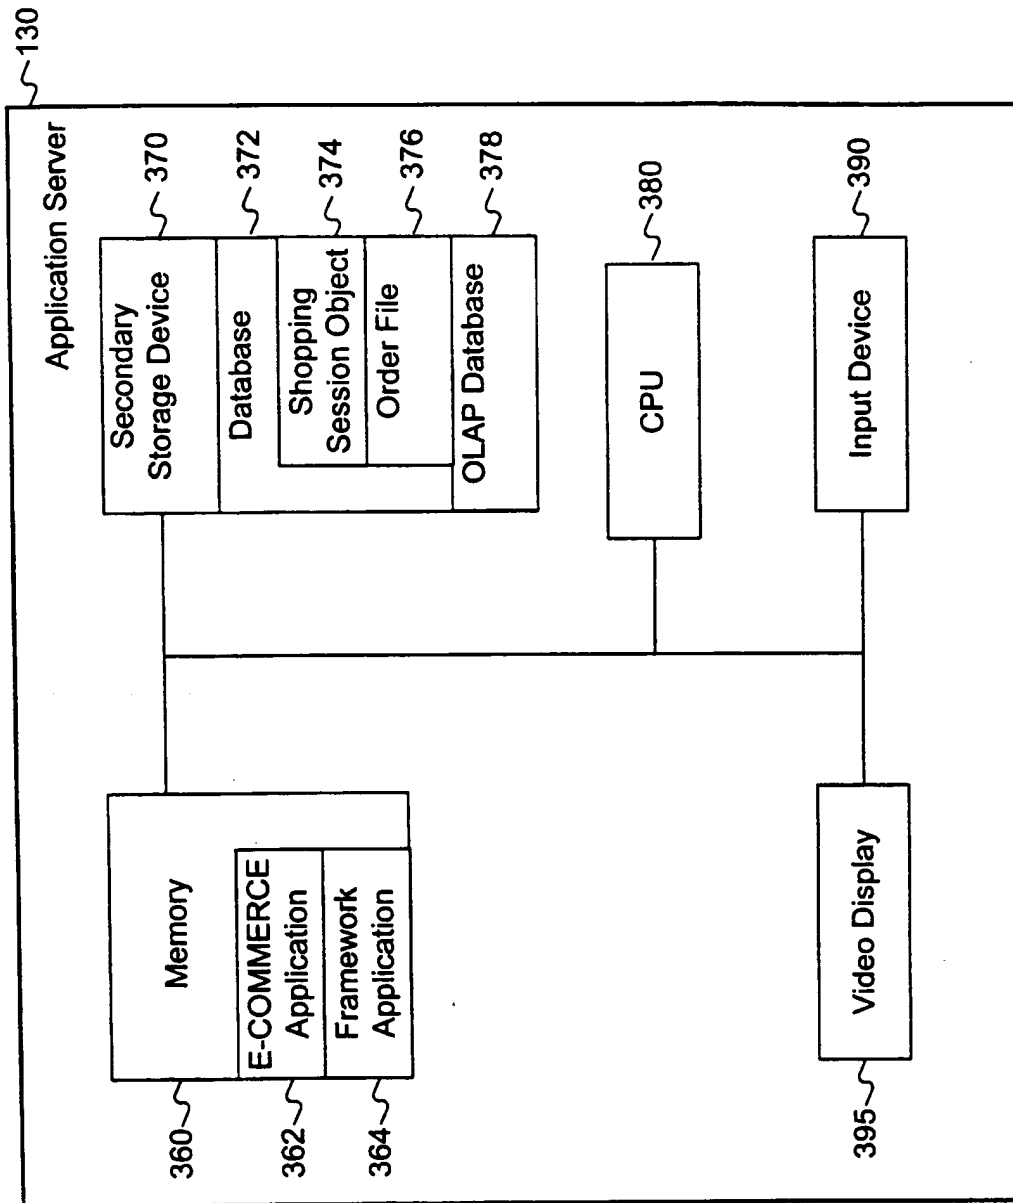 130
Application Server
360
Memory
362
E-COMMERCE
Application
364
Framework
Application
Secondary
Storage Device
370
Database
372
Shopping
Session Object
374
Order File
376
OLAP Database
378
CPU
380
395
Video Display
Input Device
390